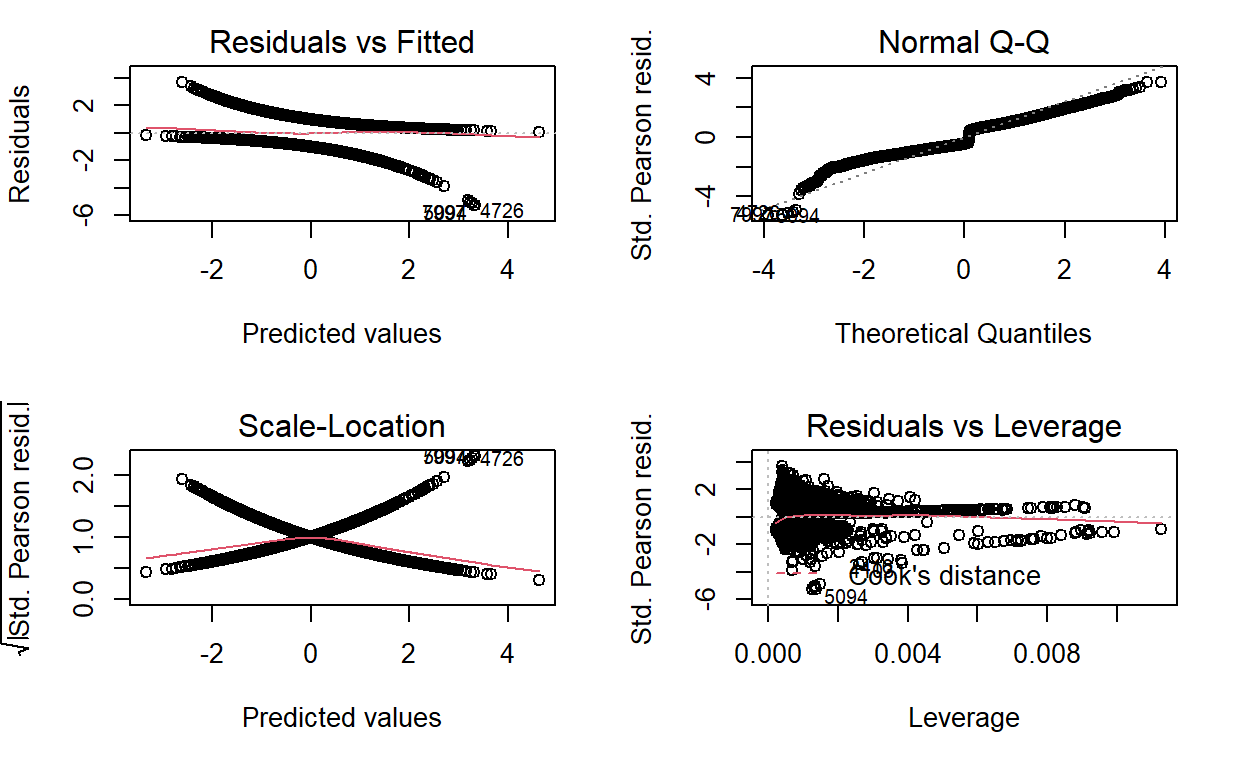 Residuals vs Fitted
Residuals
2
-2
-6
4726
-2 0 2 4
Predicted values
Normal Q-Q
Std. Pearson resid.
4
0
-4
-4 -2 0 2 4
Theoretical Quantiles
Scale-Location
√|Std. Pearson resid.|
2.0
1.0
0.0
4726
-2 0 2 4
Predicted values
Residuals vs Leverage
Std. Pearson resid.
2
-2
-6
Cook's distance
5094
0.000 0.004 0.008
Leverage